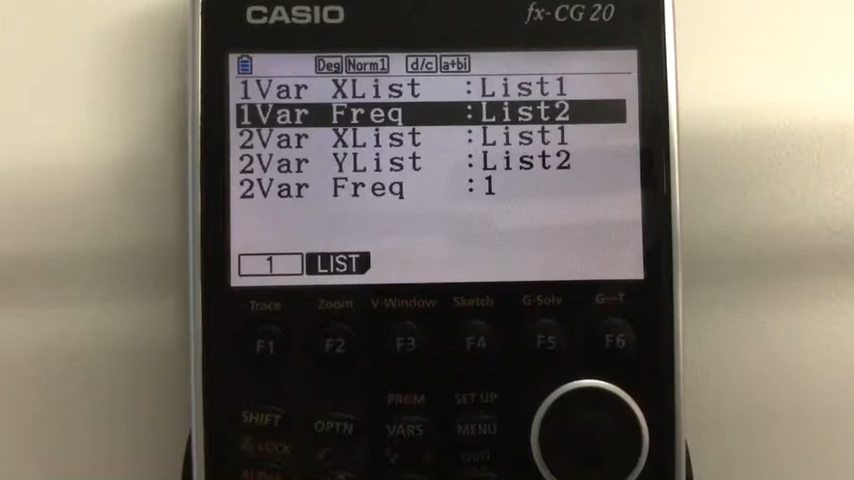 CASIO fx-CG 20
Deg Norm1 d/c a+bi
1Var XList :List1
1Var Freq :List2
2Var XList :List1
2Var YList :List2
2Var Freq :1
1 LIST
Trace Zoom V-Window Sketch G-Solv G↔T
F1 F2 F3 F4 F5 F6
PRGM SET UP
SHIFT OPTN VARS MENU
QUIT